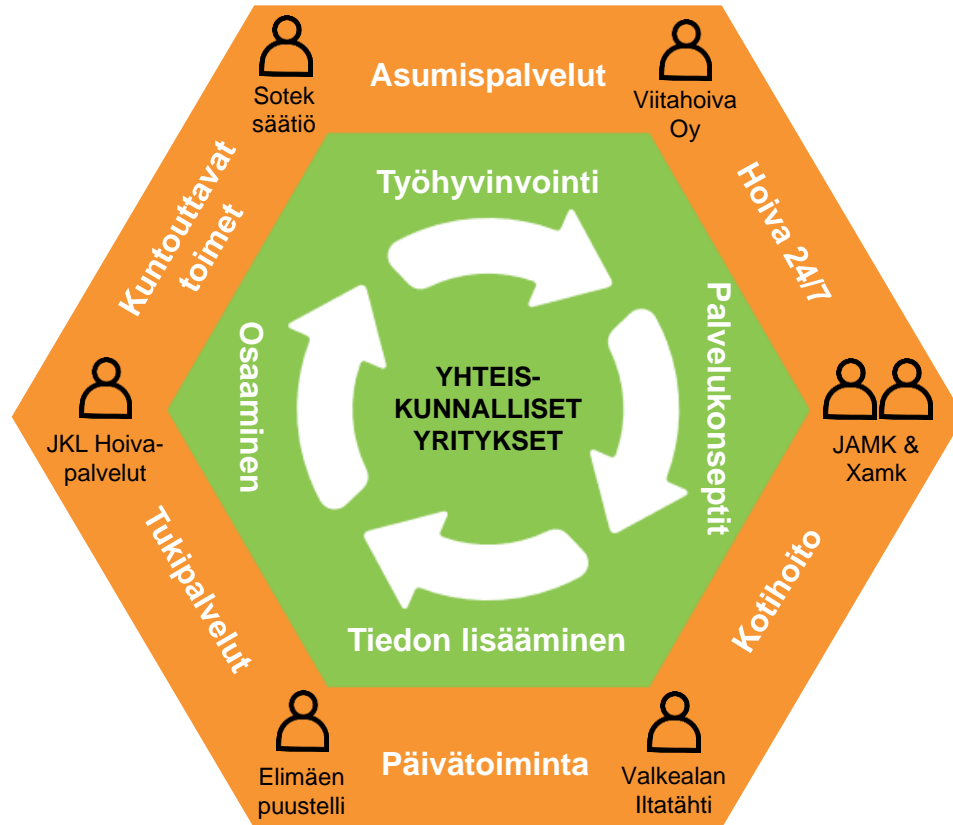 Sotek
säätiö
Asumispalvelut
Viitahoiva
Oy
Kuntouttavat
toimet
Työhyvinvointi
Hoiva 24/7
Osaaminen
YHTEIS-
KUNNALLISET
YRITYKSET
Palvelukonseptit
JKL Hoiva-
palvelut
JAMK &
Xamk
Tukipalvelut
Tiedon lisääminen
Kotihoito
Elimäen
puustelli
Päivätoiminta
Valkealan
Iltatähti